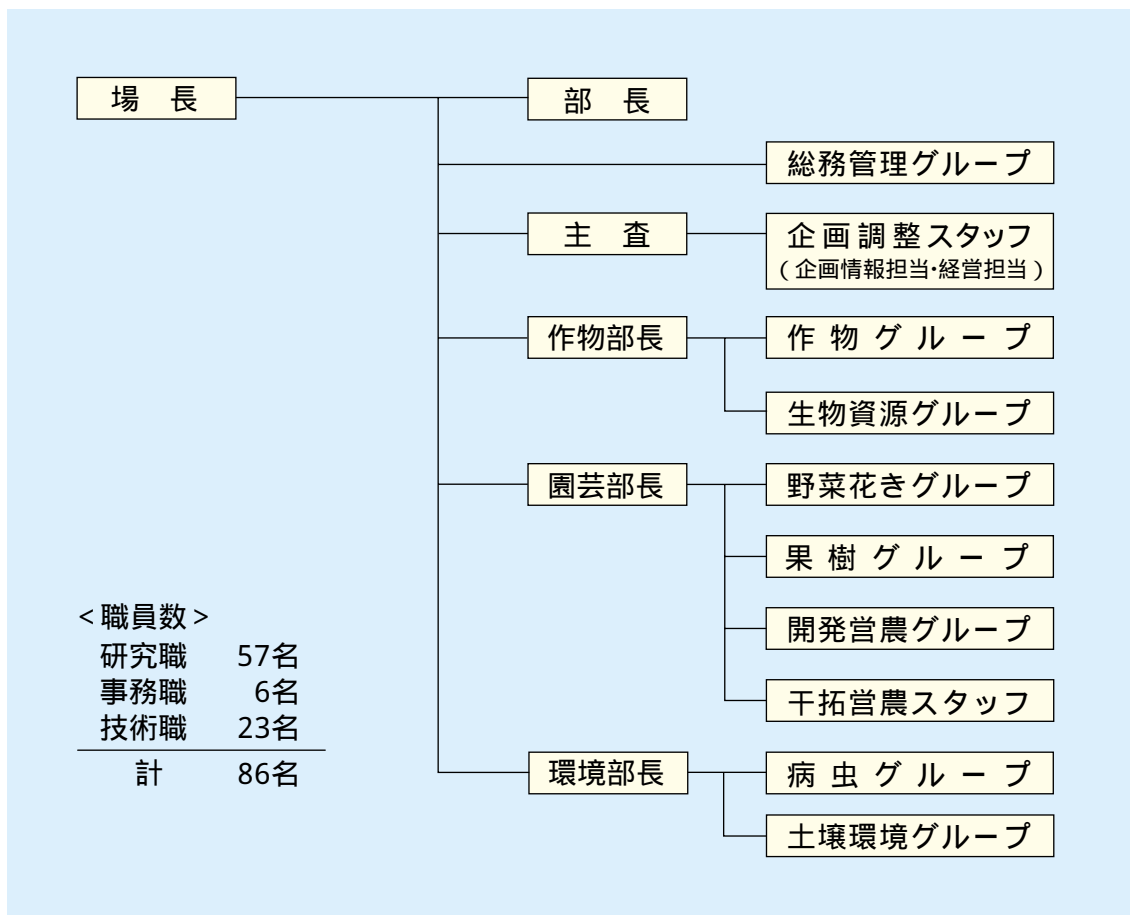 場　長
部　長
総務管理グループ
主　査
企画調整スタッフ
(企画情報担当・経営担当)
作物部長
作物グループ
生物資源グループ
園芸部長
野菜花きグループ
果樹グループ
開発営農グループ
干拓営農スタッフ
環境部長
病虫グループ
土壌環境グループ
<職員数>
研究職　57名
事務職　6名
技術職　23名
計　86名